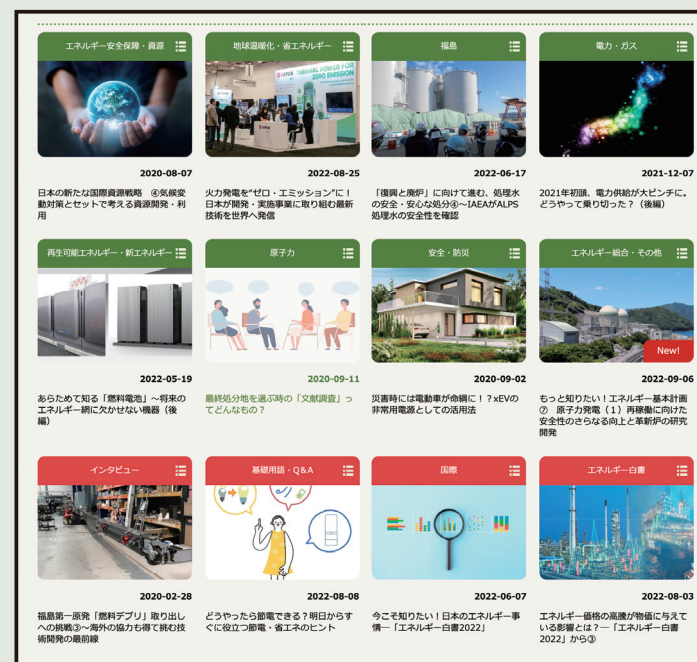 エネルギー安全保障・資源
地球温暖化・省エネルギー
福島
電力・ガス
JAPAN
THERMAL POWER FOR
ZERO EMISSION
2020-08-07
2022-08-25
2022-06-17
2021-12-07
日本の新たな国際資源戦略 ④気候変
動対策とセットで考える資源開発・利
用
火力発電を“ゼロ・エミッション”に！
日本が開発・実施事業に取り組む最新
技術を世界へ発信
「復興と廃炉」に向けて進む、処理水
の安全・安心な処分④～IAEAがALPS
処理水の安全性を確認
2021年初頭、電力供給が大ピンチに。
どうやって乗り切った？（後編）
再生可能エネルギー・新エネルギー
原子力
安全・防災
エネルギー総合・その他
New!
2022-05-19
2020-09-11
2020-09-02
2022-09-06
あらためて知る「燃料電池」～将来の
エネルギー網に欠かせない機器（後
編）
最終処分地を選ぶ時の「文献調査」っ
てどんなもの？
災害時には電動車が命綱に！？xEVの
非常用電源としての活用法
もっと知りたい！エネルギー基本計画
⑦ 原子力発電（１）再稼働に向けた
安全性のさらなる向上と革新炉の研究
開発
インタビュー
基礎用語・Q&A
国際
エネルギー白書
2020-02-28
2022-08-08
2022-06-07
2022-08-03
福島第一原発「燃料デブリ」取り出し
への挑戦③～海外の協力も得て挑む技
術開発の最前線
どうやったら節電できる？明日からす
ぐに役立つ節電・省エネのヒント
今こそ知りたい！日本のエネルギー事
情―「エネルギー白書2022」
エネルギー価格の高騰が物価に与えて
いる影響とは？―「エネルギー白書
2022」から③